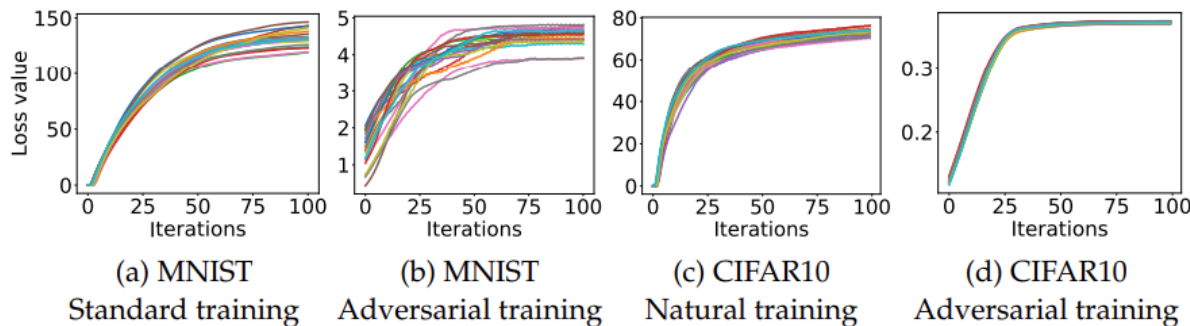 Loss value
150
100
50
0
0 25 50 75 100
Iterations
(a) MNIST
Standard training
5
4
3
2
1
0 25 50 75 100
Iterations
(b) MNIST
Adversarial training
80
60
40
20
0
0 25 50 75 100
Iterations
(c) CIFAR10
Natural training
0.3
0.2
0 25 50 75 100
Iterations
(d) CIFAR10
Adversarial training